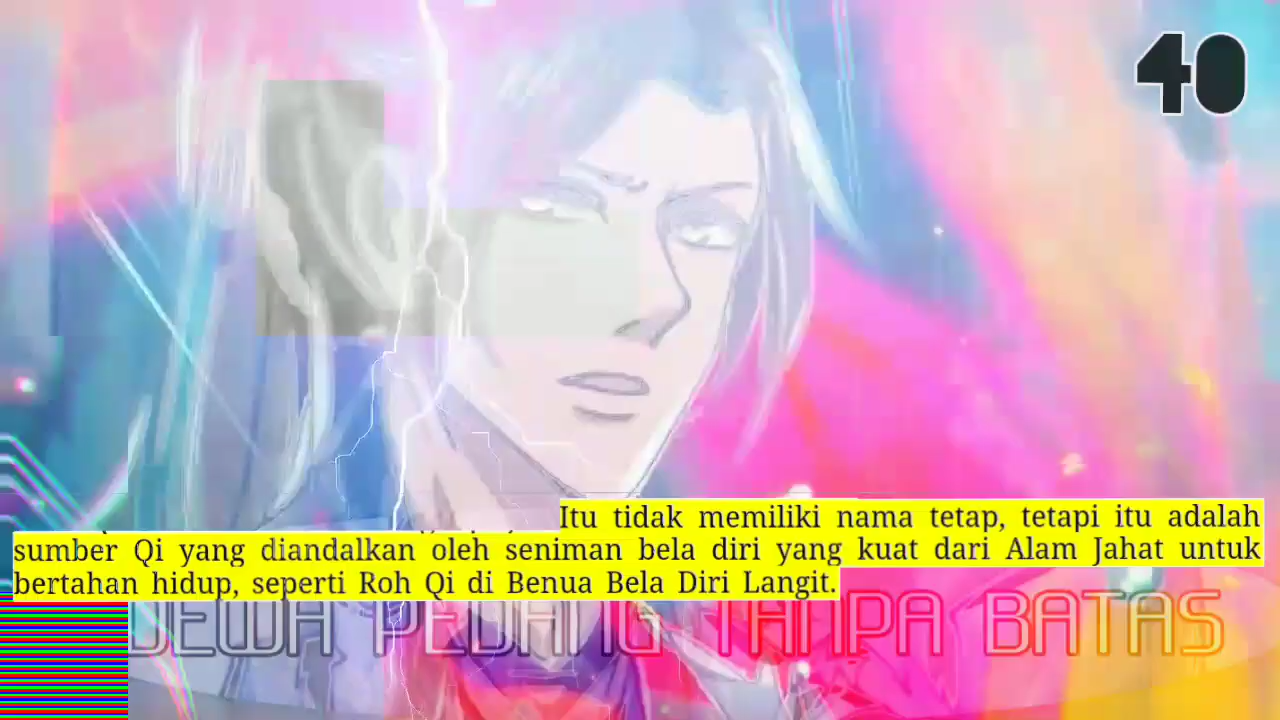 40
Itu tidak memiliki nama tetap, tetapi itu adalah
sumber Qi yang diandalkan oleh seniman bela diri yang kuat dari Alam Jahat untuk
bertahan hidup, seperti Roh Qi di Benua Bela Diri Langit.
DEWA PEDANG TANPA BATAS